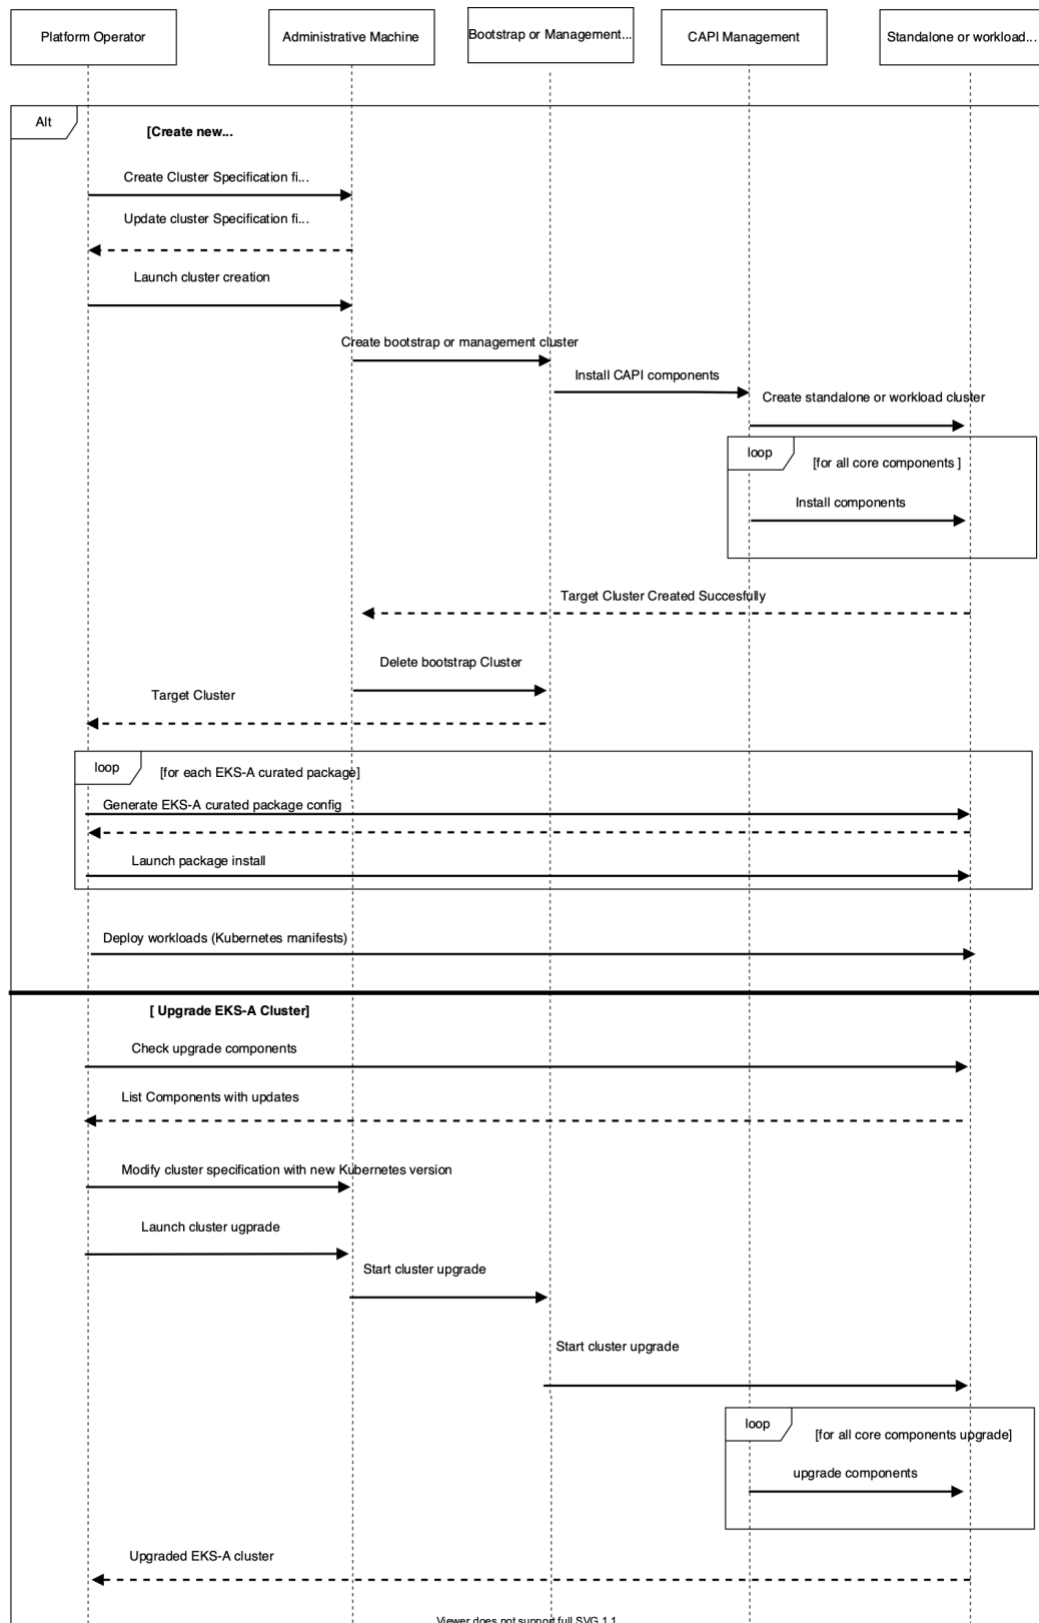 Platform Operator
Administrative Machine
Bootstrap or Management...
CAPI Management
Standalone or workload...
Alt
[Create new...
Create Cluster Specification fi...
Update cluster Specification fi...
Launch cluster creation
Create bootstrap or management cluster
Install CAPI components
Create standalone or workload cluster
loop
[for all core components ]
Install components
Target Cluster Created Succesfully
Delete bootstrap Cluster
Target Cluster
loop
[for each EKS-A curated package]
Generate EKS-A curated package config
Launch package install
Deploy workloads (Kubernetes manifests)
[ Upgrade EKS-A Cluster]
Check upgrade components
List Components with updates
Modify cluster specification with new Kubernetes version
Launch cluster ugprade
Start cluster upgrade
Start cluster upgrade
loop
[for all core components upgrade]
upgrade components
Upgraded EKS-A cluster
Viewer does not support full SVG 1.1